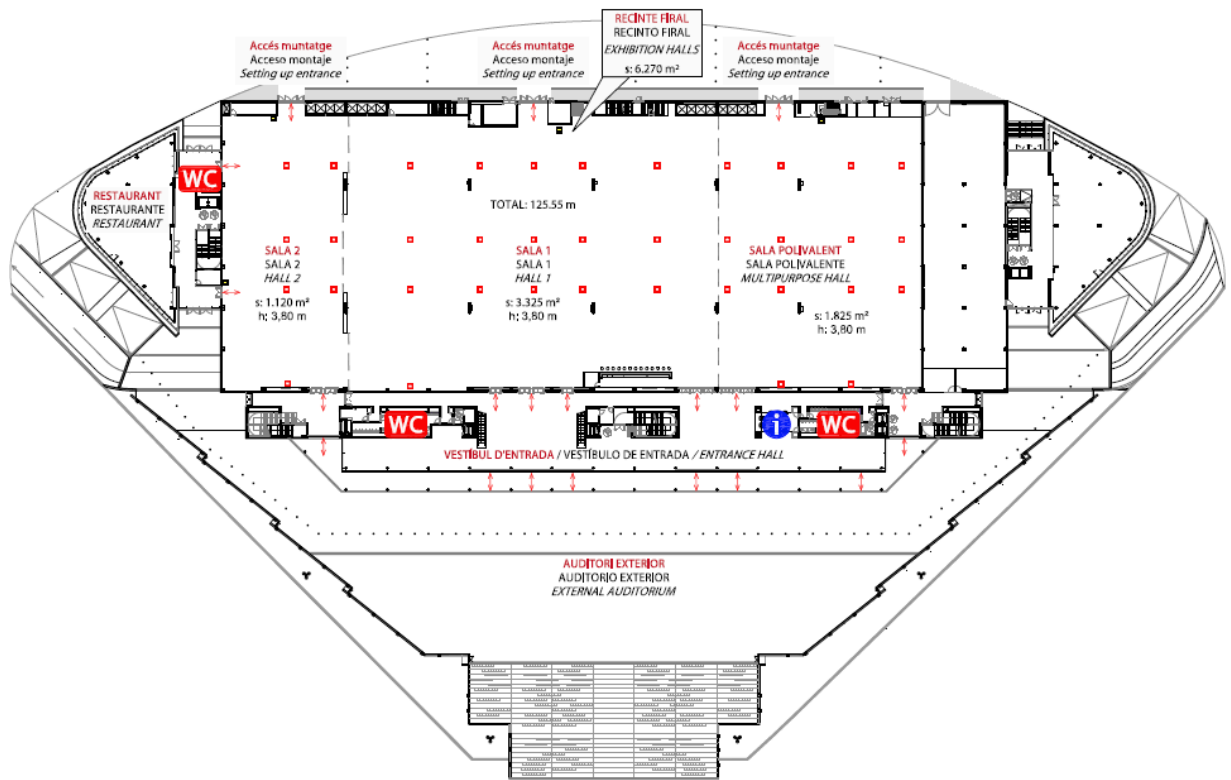 RECINTE FIRAL
RECINTO FIRAL
EXHIBITION HALLS
s: 6.270 m²
Accés muntatge
Acceso montaje
Setting up entrance
Accés muntatge
Acceso montaje
Setting up entrance
Accés muntatge
Acceso montaje
Setting up entrance
WC
RESTAURANT
RESTAURANTE
RESTAURANT
TOTAL: 125.55 m
SALA 2
SALA 2
HALL 2
s: 1.120 m²
h: 3,80 m
SALA 1
SALA 1
HALL 1
s: 3.325 m²
h: 3,80 m
SALA POLIVALENT
SALA POLIVALENTE
MULTIPURPOSE HALL
s: 1.825 m²
h: 3,80 m
WC
i
WC
VESTÍBUL D'ENTRADA / VESTÍBULO DE ENTRADA / ENTRANCE HALL
AUDITORI EXTERIOR
AUDITORIO EXTERIOR
EXTERNAL AUDITORIUM